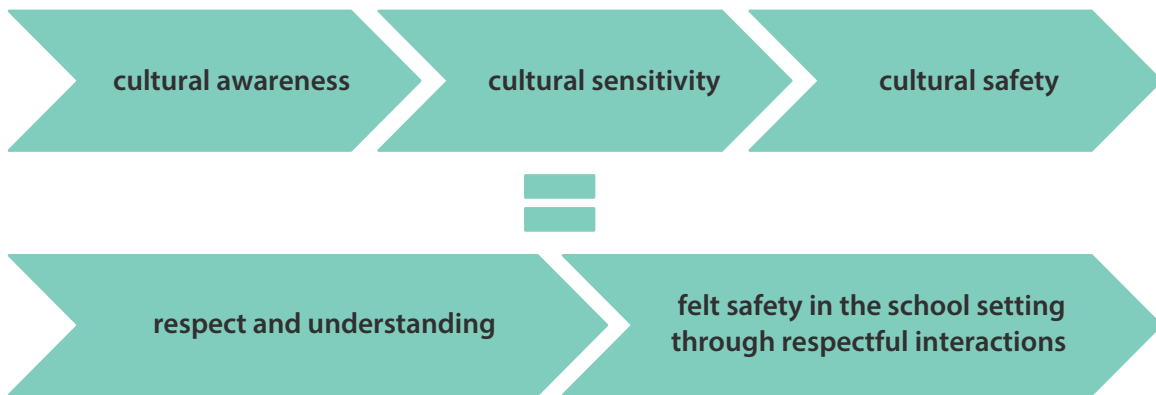 cultural awareness
cultural sensitivity
cultural safety
respect and understanding
felt safety in the school setting
through respectful interactions